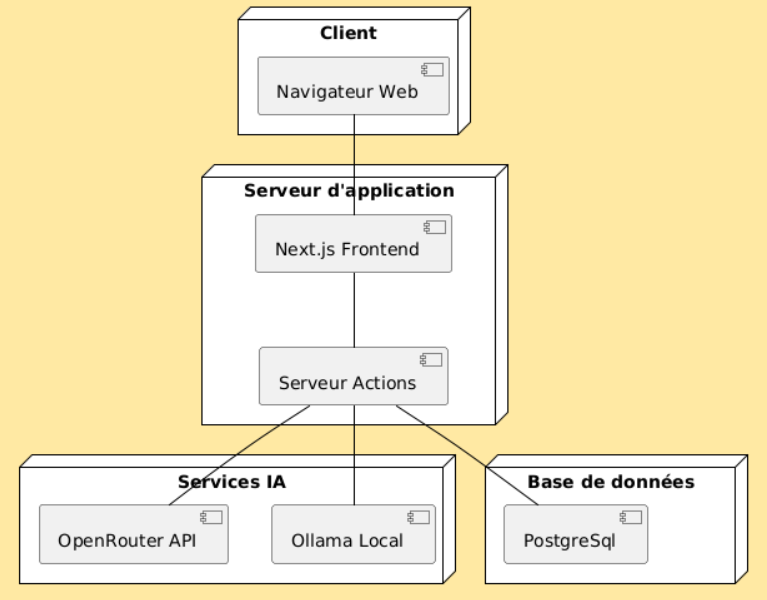 Client
Navigateur Web
Serveur d'application
Next.js Frontend
Serveur Actions
Services IA
Base de données
OpenRouter API
Ollama Local
PostgreSql